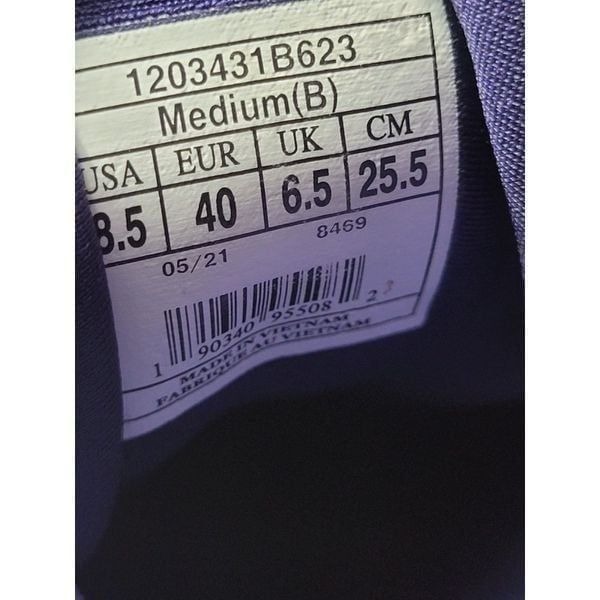 1203431B623
Medium(B)
USA EUR UK CM
8.5 40 6.5 25.5
05/21 8469
1 90340 95508 2 3
MADE IN VIETNAM
FABRIQUE AU VIETNAM